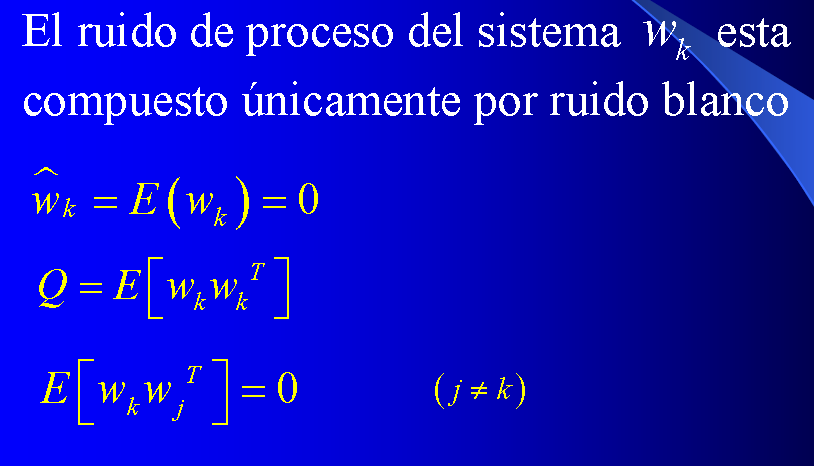 El ruido de proceso del sistema w_k esta
compuesto únicamente por ruido blanco
ŵ_k = E(w_k) = 0
Q = E[w_k w_k^T]
E[w_k w_j^T] = 0 (j ≠ k)